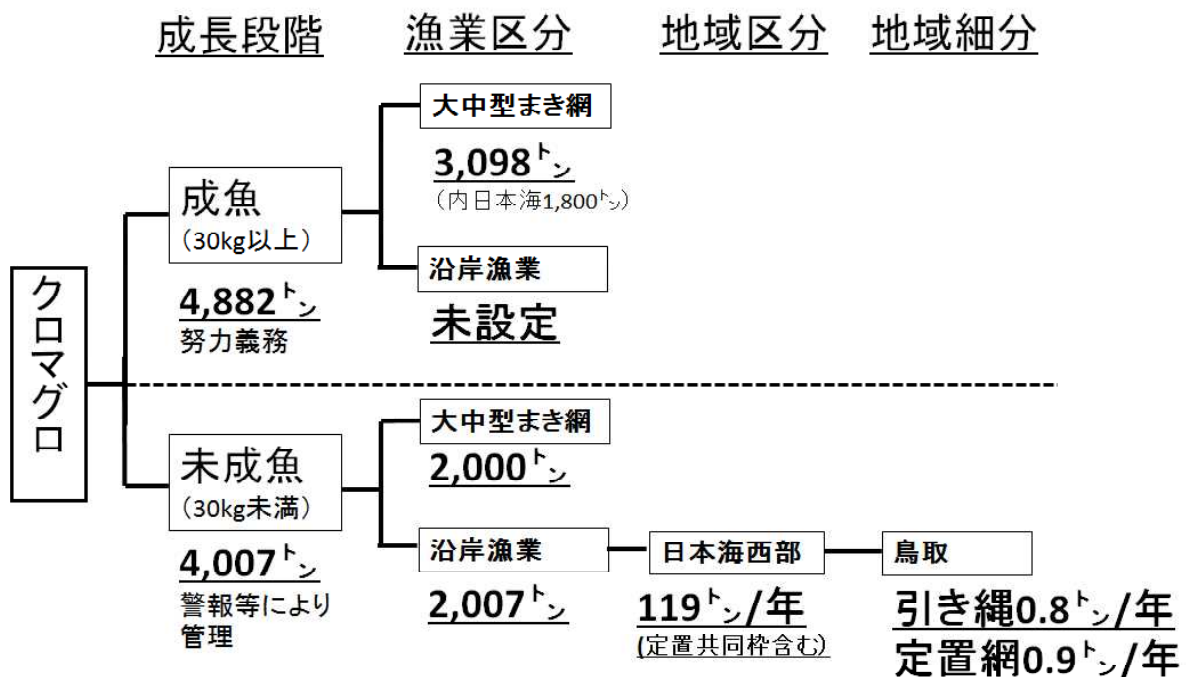 成長段階 漁業区分 地域区分 地域細分
クロマグロ
成魚
(30kg以上)
4,882トン
努力義務
大中型まき網
3,098トン
(内日本海1,800トン)
沿岸漁業
未設定
未成魚
(30kg未満)
4,007トン
警報等により
管理
大中型まき網
2,000トン
沿岸漁業
2,007トン
日本海西部
119トン/年
(定置共同枠含む)
鳥取
引き縄0.8トン/年
定置網0.9トン/年